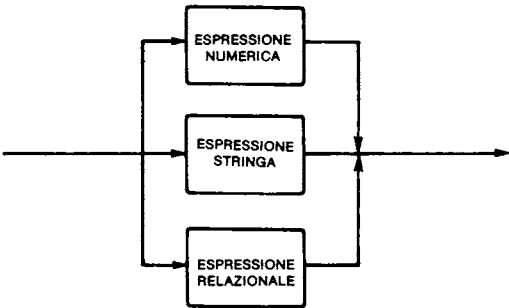 ESPRESSIONE
NUMERICA
ESPRESSIONE
STRINGA
ESPRESSIONE
RELAZIONALE